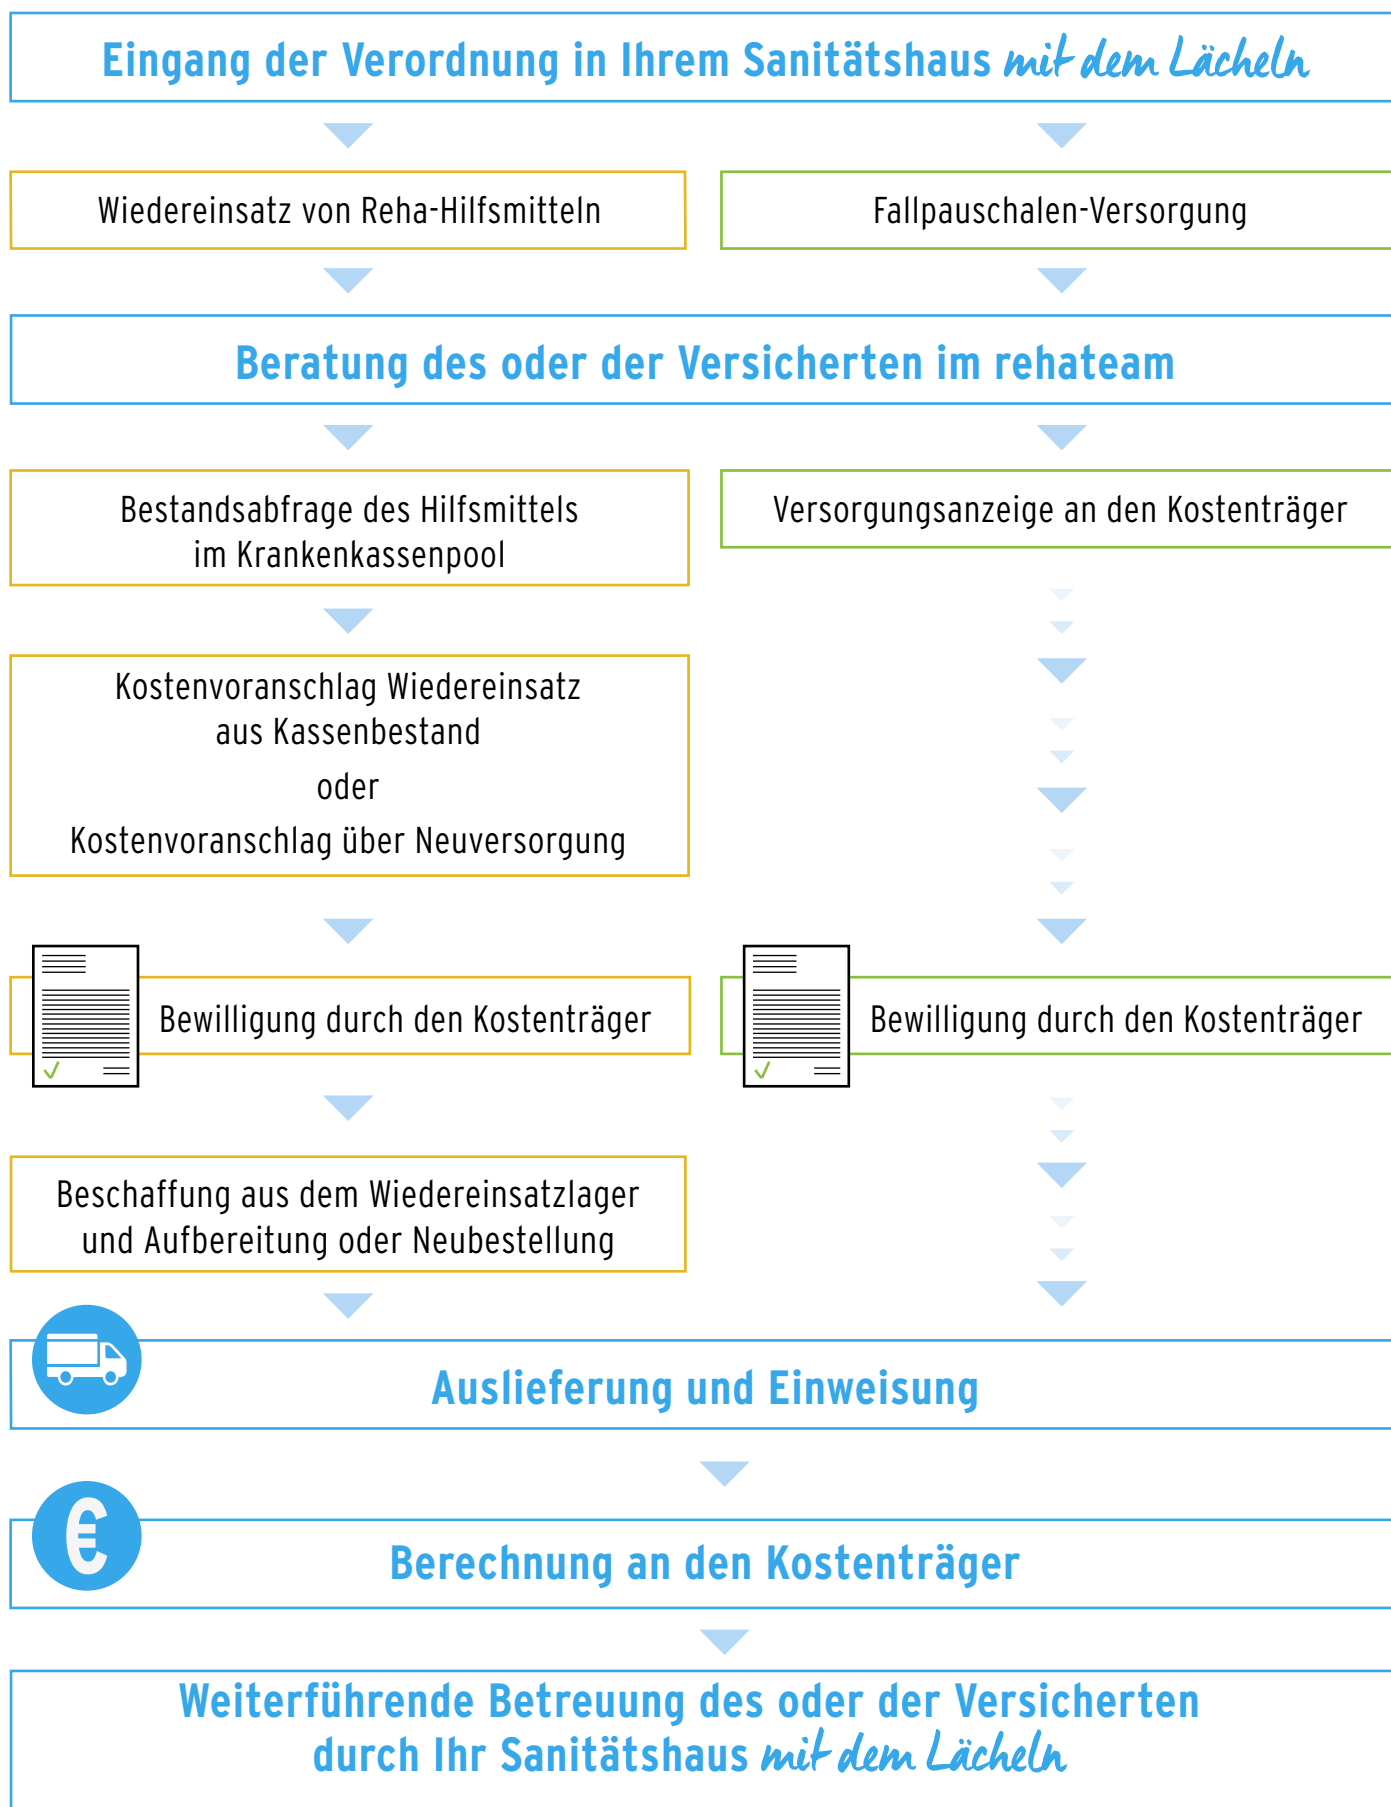 Eingang der Verordnung in Ihrem Sanitätshaus mit dem Lächeln
Wiedereinsatz von Reha-Hilfsmitteln
Fallpauschalen-Versorgung
Beratung des oder der Versicherten im rehateam
Bestandsabfrage des Hilfsmittels
im Krankenkassenpool
Versorgungsanzeige an den Kostenträger
Kostenvoranschlag Wiedereinsatz
aus Kassenbestand
oder
Kostenvoranschlag über Neuversorgung
Bewilligung durch den Kostenträger
Bewilligung durch den Kostenträger
Beschaffung aus dem Wiedereinsatzlager
und Aufbereitung oder Neubestellung
Auslieferung und Einweisung
€
Berechnung an den Kostenträger
Weiterführende Betreuung des oder der Versicherten
durch Ihr Sanitätshaus mit dem Lächeln